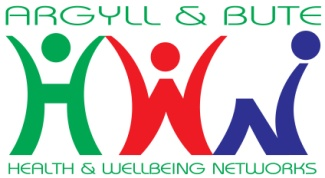 ARGYLL & BUTE
HWN
HEALTH & WELLBEING NETWORKS